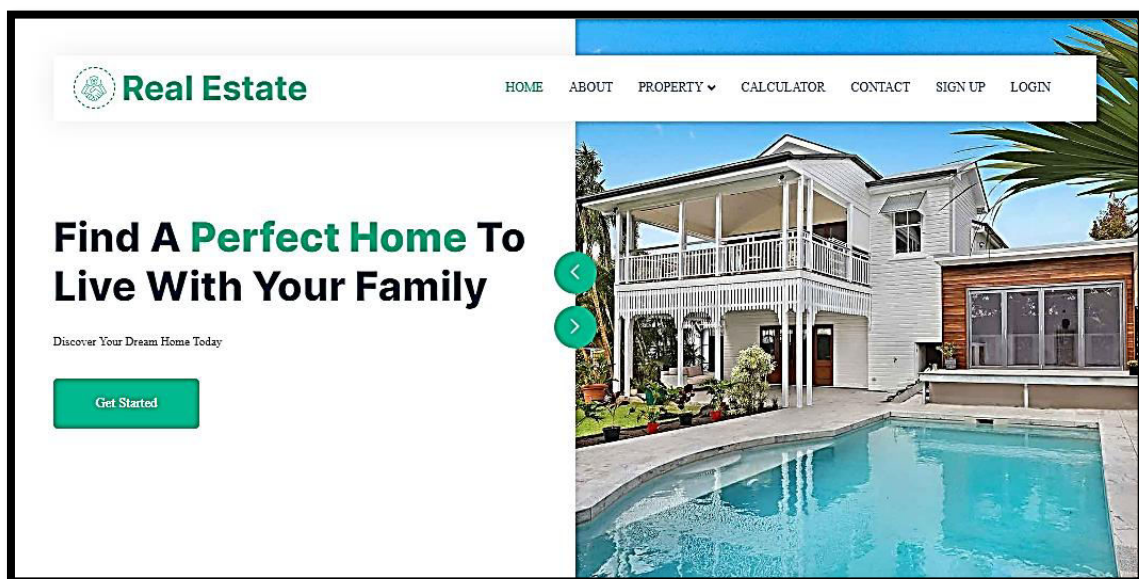 Real Estate
HOME ABOUT PROPERTY CALCULATOR CONTACT SIGN UP LOGIN
Find A Perfect Home To
Live With Your Family
Discover Your Dream Home Today
Get Started